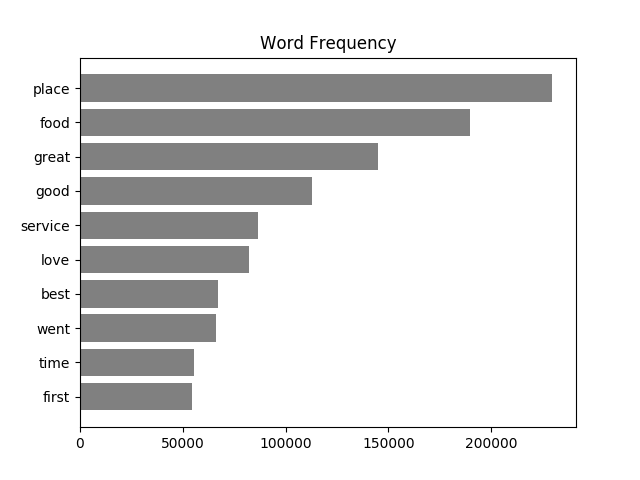 Word Frequency
place
food
great
good
service
love
best
went
time
first
0 50000 100000 150000 200000